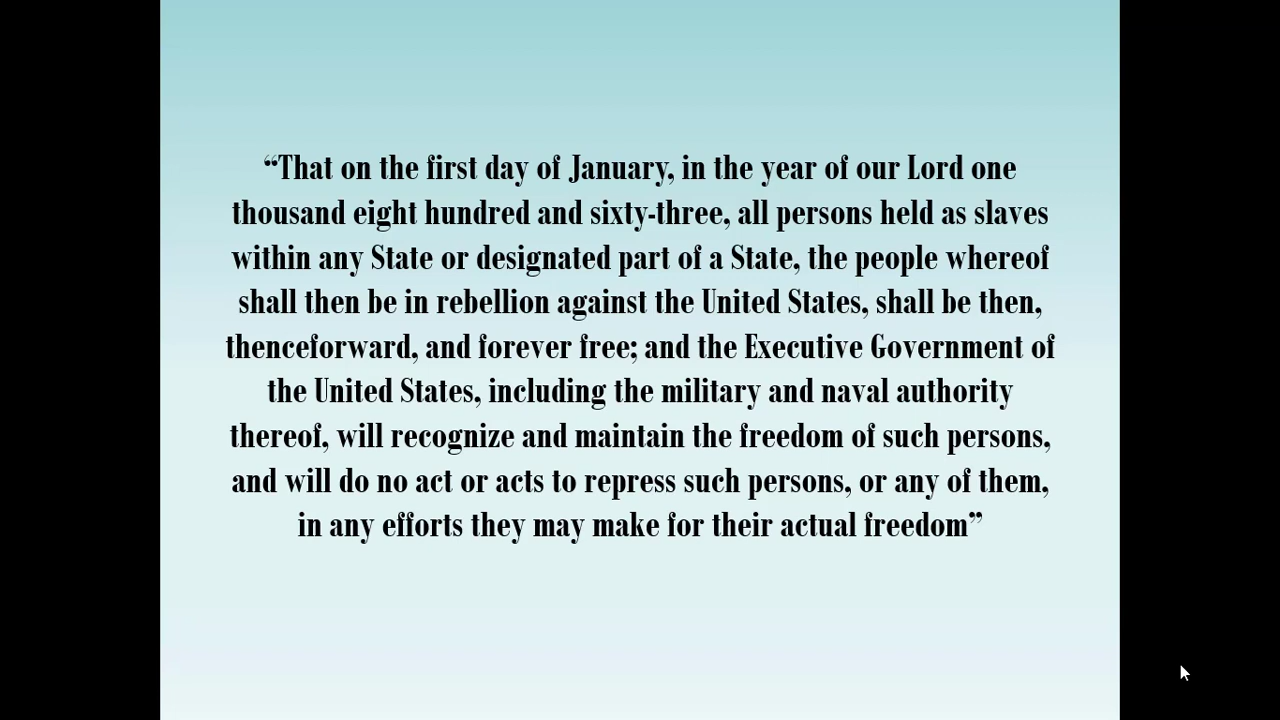 “That on the first day of January, in the year of our Lord one
thousand eight hundred and sixty-three, all persons held as slaves
within any State or designated part of a State, the people whereof
shall then be in rebellion against the United States, shall be then,
thenceforward, and forever free; and the Executive Government of
the United States, including the military and naval authority
thereof, will recognize and maintain the freedom of such persons,
and will do no act or acts to repress such persons, or any of them,
in any efforts they may make for their actual freedom”